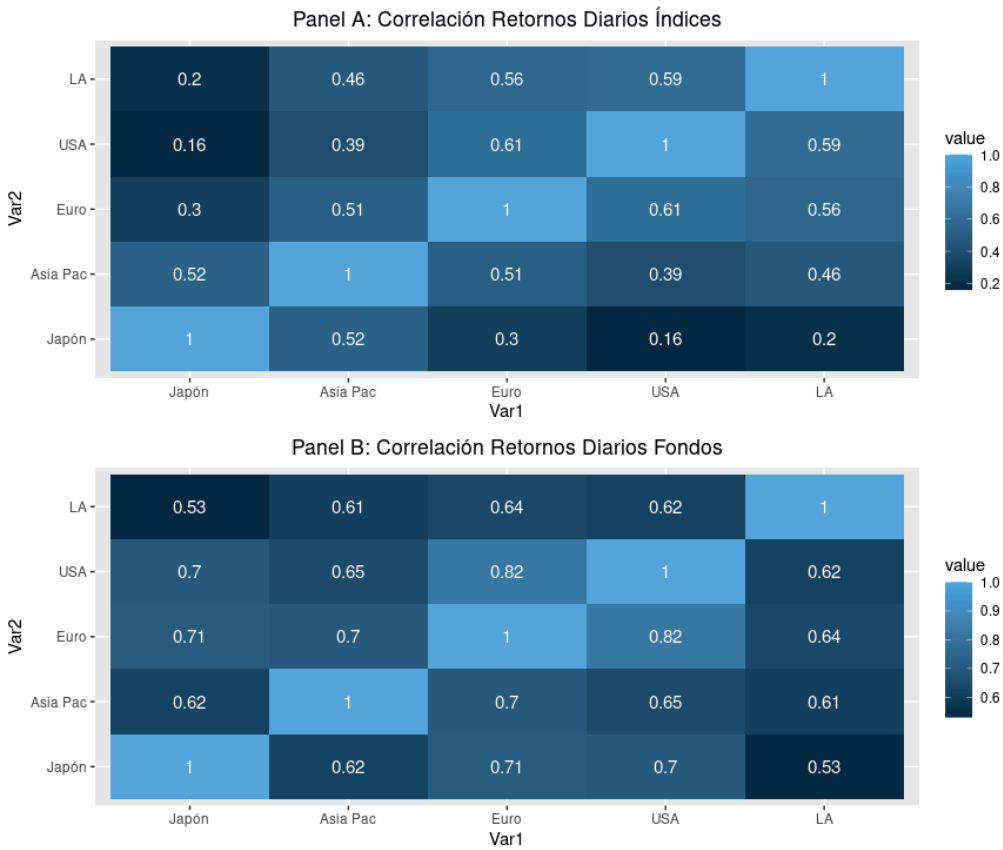 Panel A: Correlación Retornos Diarios Índices
LA 0.2 0.46 0.56 0.59 1
USA 0.16 0.39 0.61 1 0.59
Euro 0.3 0.51 1 0.61 0.56
Asia Pac 0.52 1 0.51 0.39 0.46
Japón 1 0.52 0.3 0.16 0.2
Japón Asia Pac Euro USA LA
Var1
Var2
value
1.0
0.8
0.6
0.4
0.2
Panel B: Correlación Retornos Diarios Fondos
LA 0.53 0.61 0.64 0.62 1
USA 0.7 0.65 0.82 1 0.62
Euro 0.71 0.7 1 0.82 0.64
Asia Pac 0.62 1 0.7 0.65 0.61
Japón 1 0.62 0.71 0.7 0.53
Japón Asia Pac Euro USA LA
Var1
Var2
value
1.0
0.9
0.8
0.7
0.6